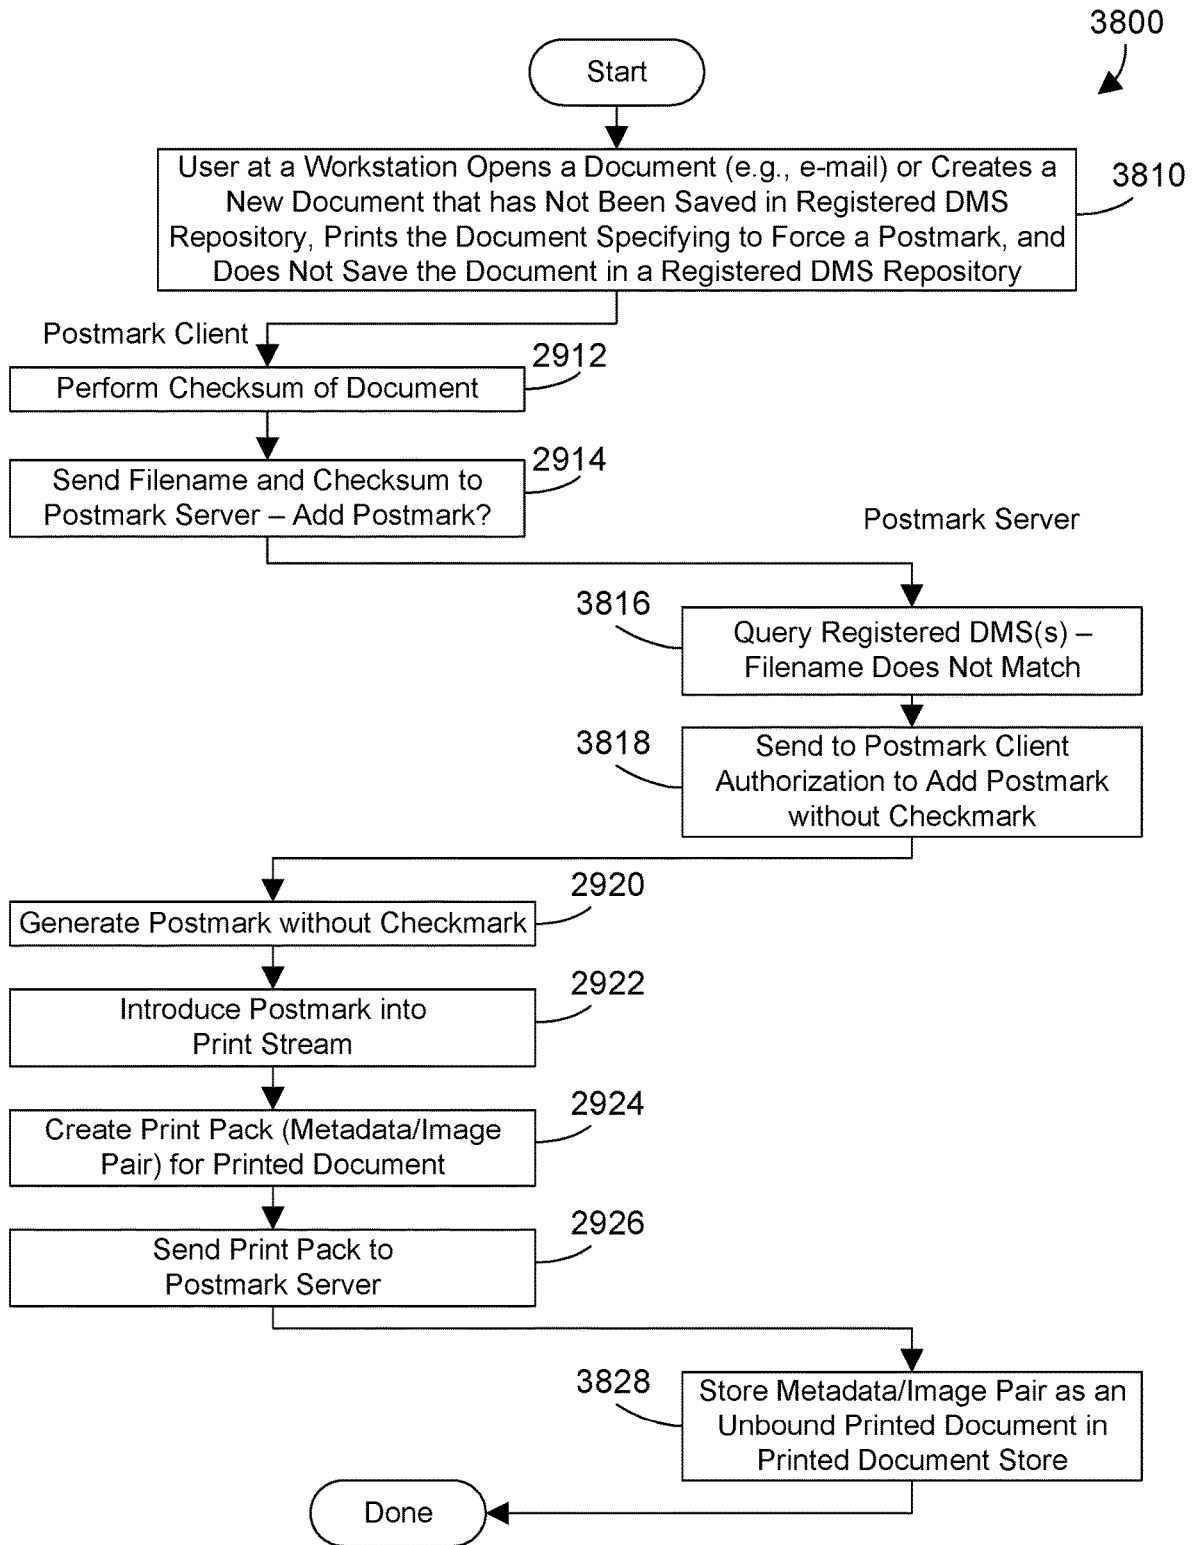 3800
Start
User at a Workstation Opens a Document (e.g., e-mail) or Creates a
New Document that has Not Been Saved in Registered DMS
Repository, Prints the Document Specifying to Force a Postmark, and
Does Not Save the Document in a Registered DMS Repository
3810
Postmark Client
2912
Perform Checksum of Document
2914
Send Filename and Checksum to
Postmark Server – Add Postmark?
Postmark Server
3816
Query Registered DMS(s) –
Filename Does Not Match
3818
Send to Postmark Client
Authorization to Add Postmark
without Checkmark
2920
Generate Postmark without Checkmark
2922
Introduce Postmark into
Print Stream
2924
Create Print Pack (Metadata/Image
Pair) for Printed Document
2926
Send Print Pack to
Postmark Server
3828
Store Metadata/Image Pair as an
Unbound Printed Document in
Printed Document Store
Done